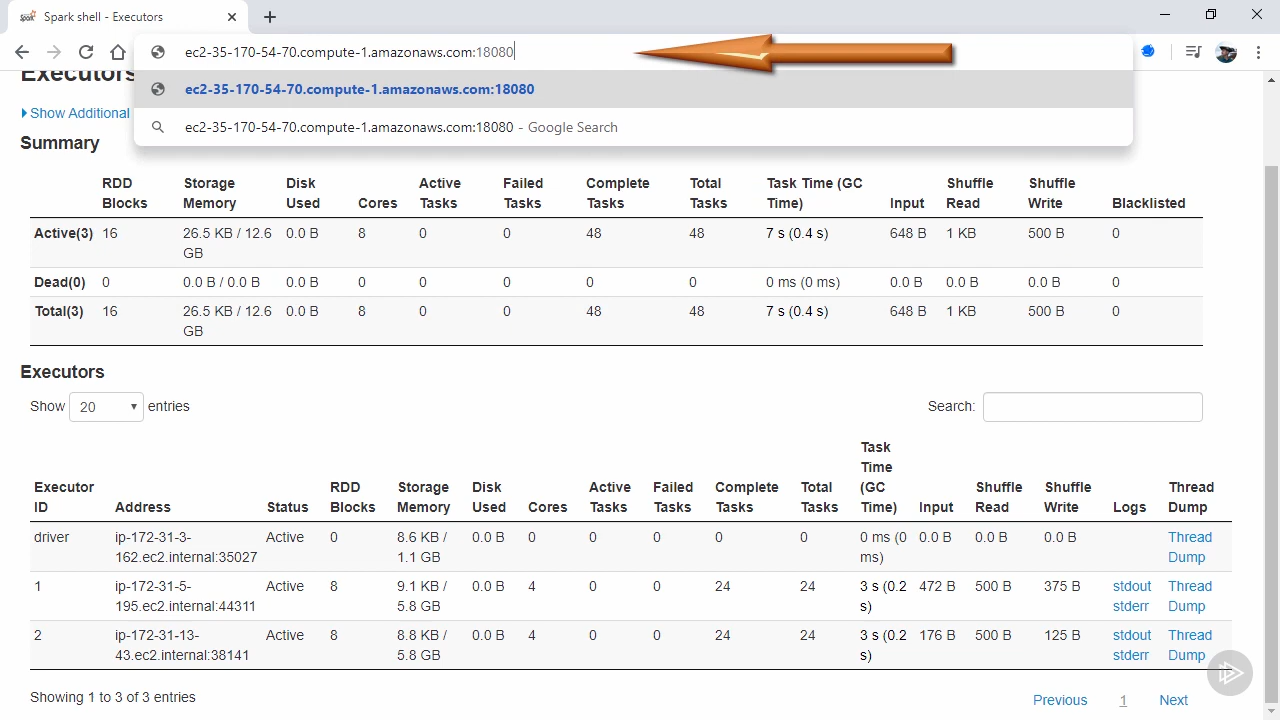 Spark shell - Executors
ec2-35-170-54-70.compute-1.amazonaws.com:18080
ec2-35-170-54-70.compute-1.amazonaws.com:18080
ec2-35-170-54-70.compute-1.amazonaws.com:18080 - Google Search
Executors
Show Additional
Summary
RDD Blocks Storage Memory Disk Used Cores Active Tasks Failed Tasks Complete Tasks Total Tasks Task Time (GC Time) Input Shuffle Read Shuffle Write Blacklisted
Active(3) 16 26.5 KB / 12.6 GB 0.0 B 8 0 0 48 48 7 s (0.4 s) 648 B 1 KB 500 B 0
Dead(0) 0 0.0 B / 0.0 B 0.0 B 0 0 0 0 0 0 ms (0 ms) 0.0 B 0.0 B 0.0 B 0
Total(3) 16 26.5 KB / 12.6 GB 0.0 B 8 0 0 48 48 7 s (0.4 s) 648 B 1 KB 500 B 0
Executors
Show 20 entries Search:
Executor ID Address Status RDD Blocks Storage Memory Disk Used Cores Active Tasks Failed Tasks Complete Tasks Total Tasks Task Time (GC Time) Input Shuffle Read Shuffle Write Logs Thread Dump
driver ip-172-31-3-162.ec2.internal:35027 Active 0 8.6 KB / 1.1 GB 0.0 B 0 0 0 0 0 0 ms (0 ms) 0.0 B 0.0 B 0.0 B Thread Dump
1 ip-172-31-5-195.ec2.internal:44311 Active 8 9.1 KB / 5.8 GB 0.0 B 4 0 0 24 24 3 s (0.2 s) 472 B 500 B 375 B stdout stderr Thread Dump
2 ip-172-31-13-43.ec2.internal:38141 Active 8 8.8 KB / 5.8 GB 0.0 B 4 0 0 24 24 3 s (0.2 s) 176 B 500 B 125 B stdout stderr Thread Dump
Showing 1 to 3 of 3 entries
Previous 1 Next